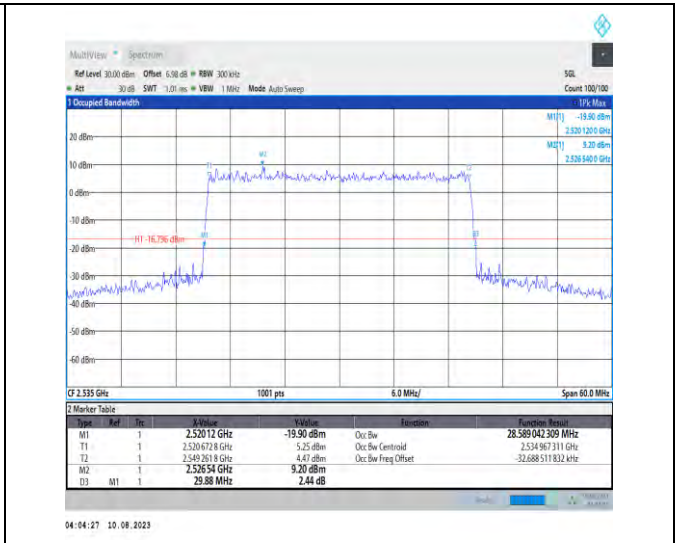 MultiView Spectrum
Ref Level 30.00 dBm Offset 6.98 dB RBW 300 kHz SGL
Att 30 dB SWT 1.01 ms VBW 1 MHz Mode Auto Sweep Count 100/100
1 Occupied Bandwidth 1Pk Max
M1[1] -19.90 dBm
2.520 120 0 GHz
M2[1] 9.20 dBm
2.526 540 0 GHz
20 dBm
M2
10 dBm
T1
T2
0 dBm
-10 dBm
H1 -16.796 dBm
M1
D3
-20 dBm
-30 dBm
-40 dBm
-50 dBm
-60 dBm
CF 2.535 GHz 1001 pts 6.0 MHz/ Span 60.0 MHz
2 Marker Table
Type Ref Trc X-Value Y-Value Function Function Result
M1 1 2.52012 GHz -19.90 dBm Occ Bw 28.589 042 309 MHz
T1 1 2.520 672 8 GHz 5.25 dBm Occ Bw Centroid 2.534 967 311 GHz
T2 1 2.549 261 8 GHz 4.47 dBm Occ Bw Freq Offset -32.688 511 832 kHz
M2 1 2.526 54 GHz 9.20 dBm
D3 M1 1 29.88 MHz 2.44 dB
04:04:27 10.08.2023